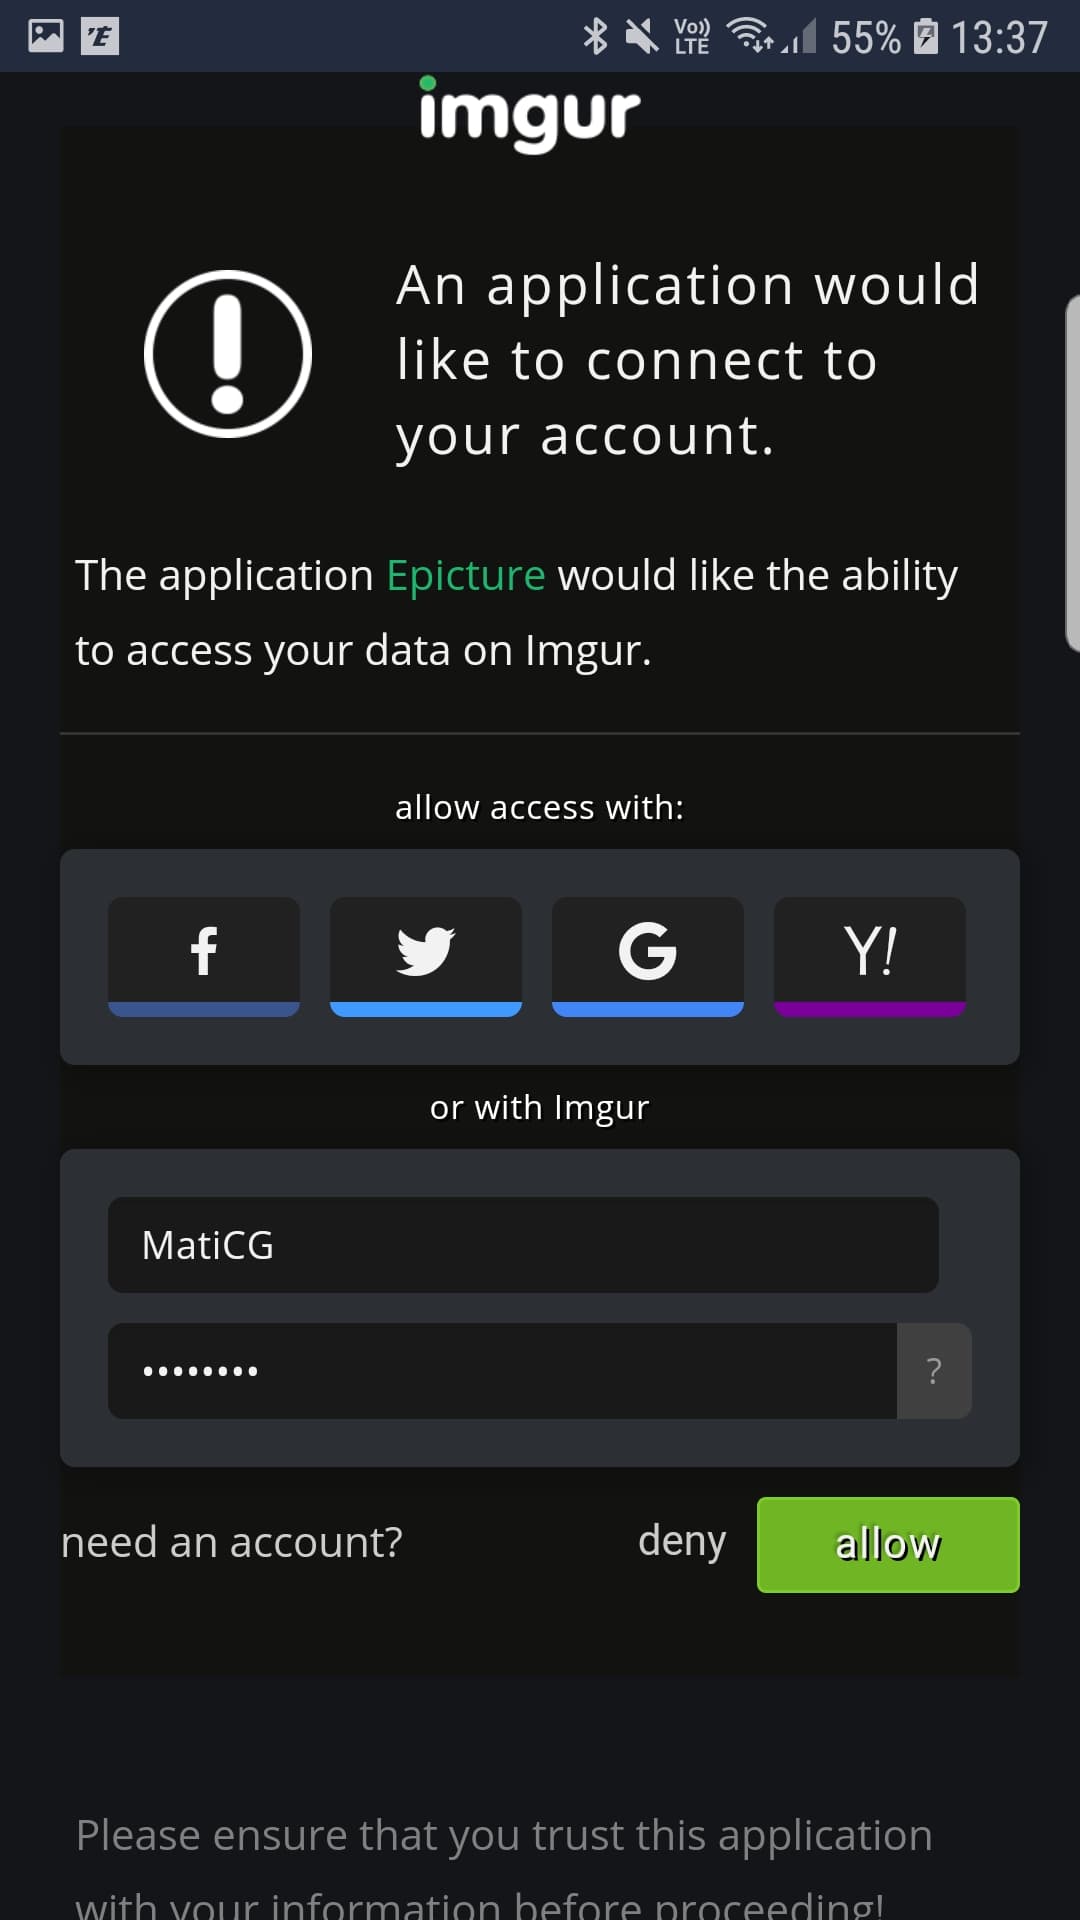 Vo)) LTE 55% 13:37
imgur
An application would
like to connect to
your account.
The application Epicture would like the ability
to access your data on Imgur.
allow access with:
f G Y!
or with Imgur
MatiCG
••••••••
?
need an account? deny allow
Please ensure that you trust this application
with your information before proceeding!